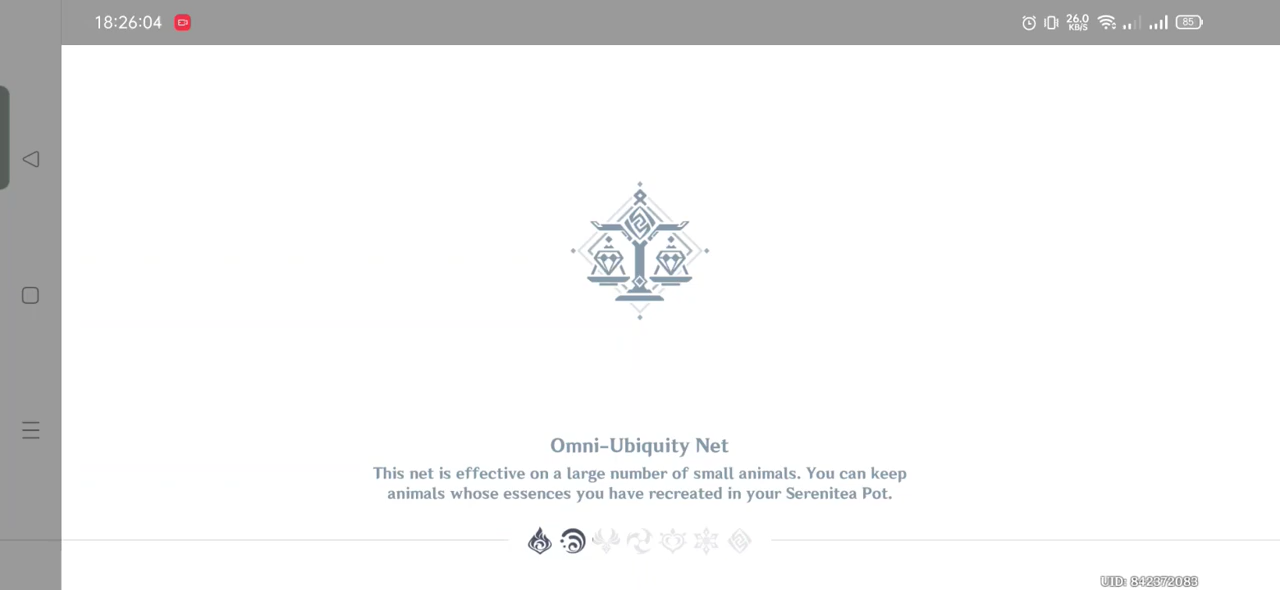 18:26:04
26.0
KB/S
85
Omni-Ubiquity Net
This net is effective on a large number of small animals. You can keep
animals whose essences you have recreated in your Serenitea Pot.
UID: 842372083